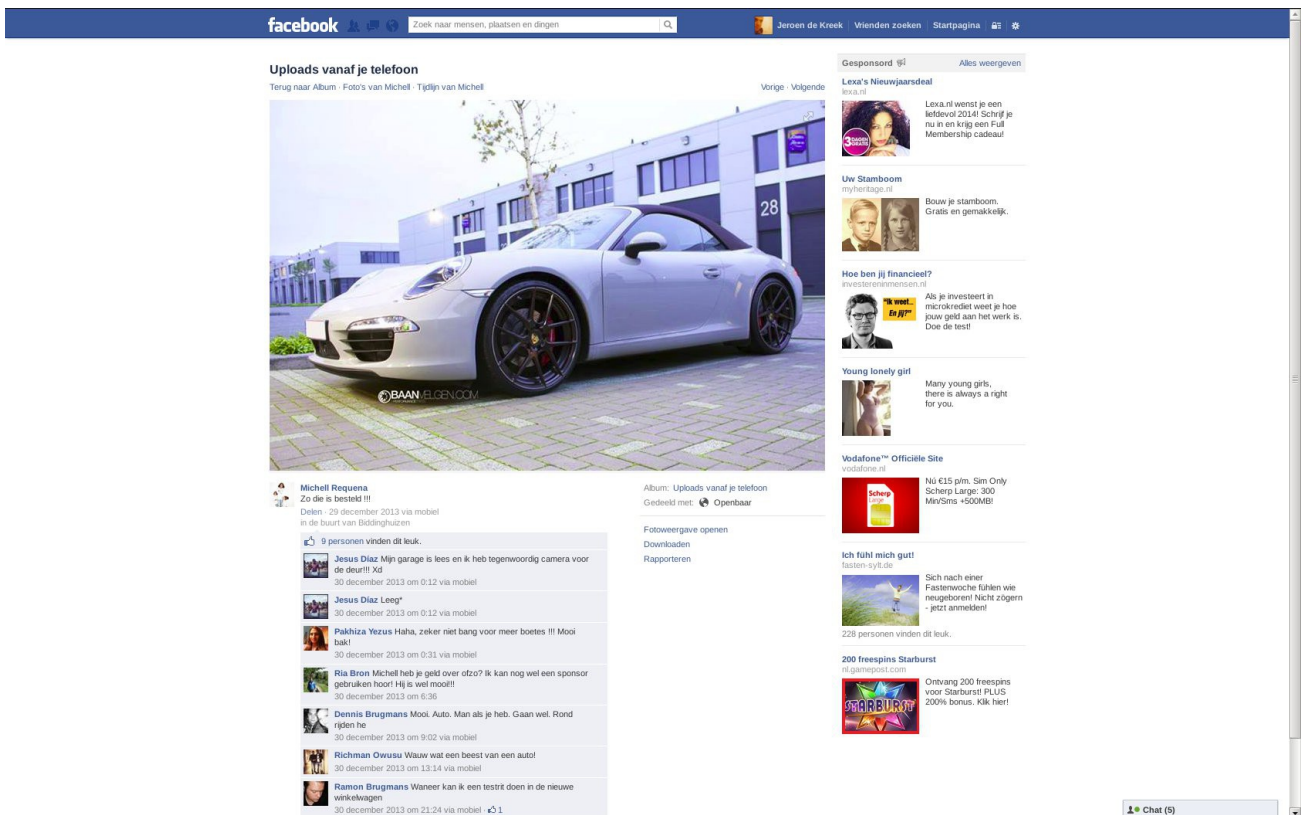 facebook
Zoek naar mensen, plaatsen en dingen
Jeroen de Kreek
Vrienden zoeken
Startpagina
Uploads vanaf je telefoon
Terug naar Album · Foto's van Michell · Tijdlijn van Michell
Vorige · Volgende
28
BAANVELGEN.COM
Michell Requena
Zo die is besteld !!!
Delen · 29 december 2013 via mobiel
in de buurt van Biddinghuizen
9 personen vinden dit leuk.
Jesus Díaz Mijn garage is lees en ik heb tegenwoordig camera voor
de deur!!! Xd
30 december 2013 om 0:12 via mobiel
Jesus Díaz Leeg*
30 december 2013 om 0:12 via mobiel
Pakhiza Yezus Haha, zeker niet bang voor meer boetes !!! Mooi
bak!
30 december 2013 om 0:31 via mobiel
Ria Bron Michell heb je geld over ofzo? Ik kan nog wel een sponsor
gebruiken hoor! Hij is wel mooi!!!
30 december 2013 om 6:36
Dennis Brugmans Mooi. Auto. Man als je heb. Gaan wel. Rond
rijden he
30 december 2013 om 9:02 via mobiel
Richman Owusu Wauw wat een beest van een auto!
30 december 2013 om 13:14 via mobiel
Ramon Brugmans Waneer kan ik een testrit doen in de nieuwe
winkelwagen
30 december 2013 om 21:24 via mobiel · 1
Album: Uploads vanaf je telefoon
Gedeeld met: Openbaar
Fotoweergave openen
Downloaden
Rapporteren
Gesponsord
Alles weergeven
Lexa's Nieuwjaarsdeal
lexa.nl
3 DAGEN
GRATIS
Lexa.nl wenst je een
liefdevol 2014! Schrijf je
nu in en krijg een Full
Membership cadeau!
Uw Stamboom
myheritage.nl
Bouw je stamboom.
Gratis en gemakkelijk.
Hoe ben jij financieel?
investereninmensen.nl
"Ik weet...
En jij?"
Als je investeert in
microkrediet weet je hoe
jouw geld aan het werk is.
Doe de test!
Young lonely girl
Many young girls,
there is always a right
for you.
Vodafone™ Officiële Site
vodafone.nl
Scherp
Large
Nú €15 p/m. Sim Only
Scherp Large: 300
Min/Sms +500MB!
Ich fühl mich gut!
fasten-sylt.de
Sich nach einer
Fastenwoche fühlen wie
neugeboren! Nicht zögern
- jetzt anmelden!
228 personen vinden dit leuk.
200 freespins Starburst
nl.gamepost.com
STARBURST
Ontvang 200 freespins
voor Starburst! PLUS
200% bonus. Klik hier!
Chat (5)